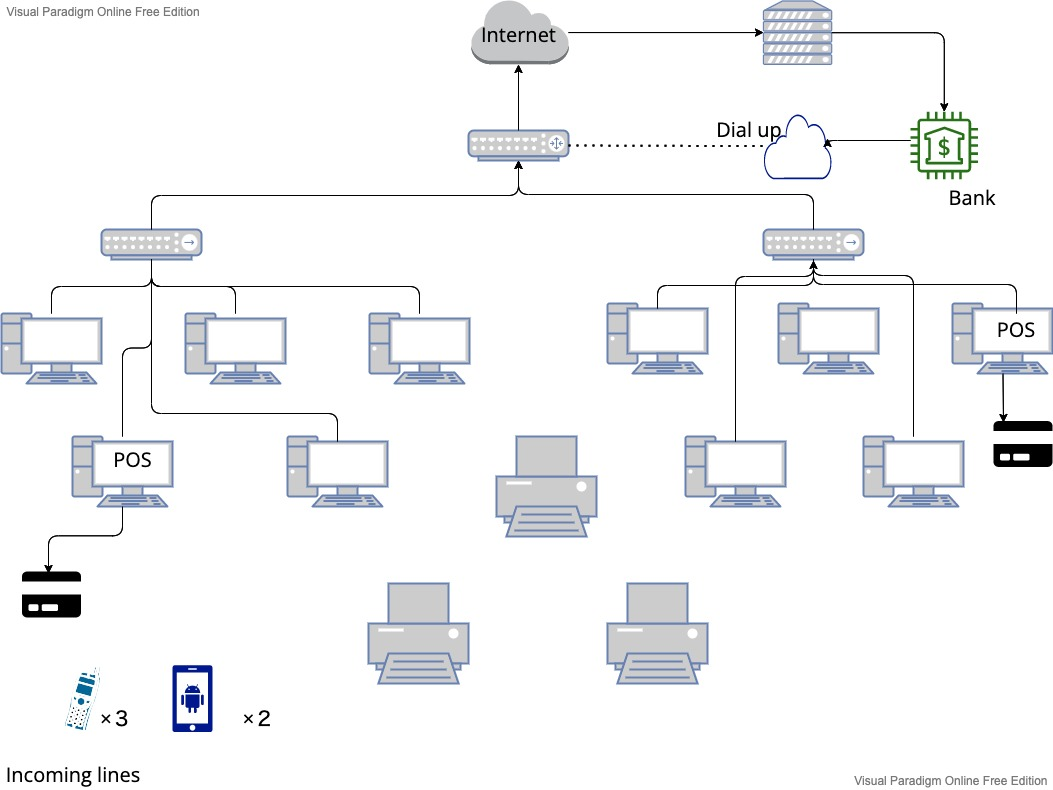 Visual Paradigm Online Free Edition
Internet
Dial up
$
Bank
POS
POS
×3
×2
Incoming lines
Visual Paradigm Online Free Edition